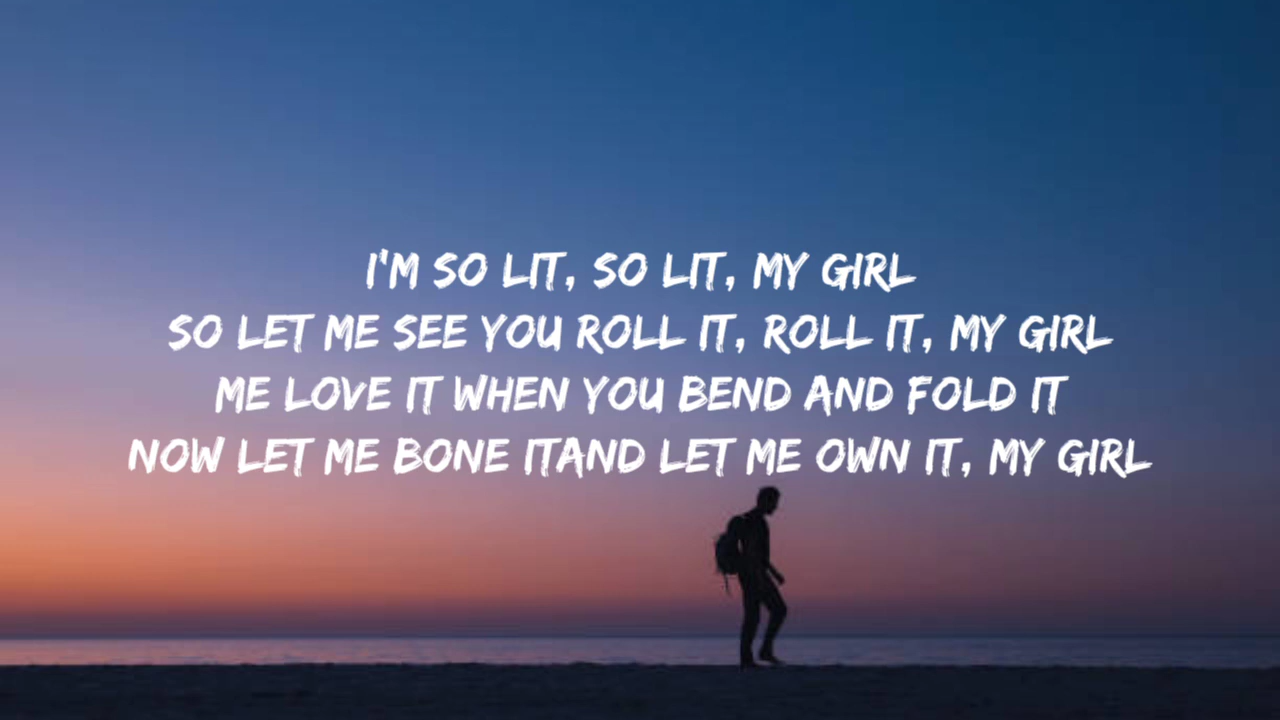 I'M SO LIT, SO LIT, MY GIRL
SO LET ME SEE YOU ROLL IT, ROLL IT, MY GIRL
ME LOVE IT WHEN YOU BEND AND FOLD IT
NOW LET ME BONE ITAND LET ME OWN IT, MY GIRL